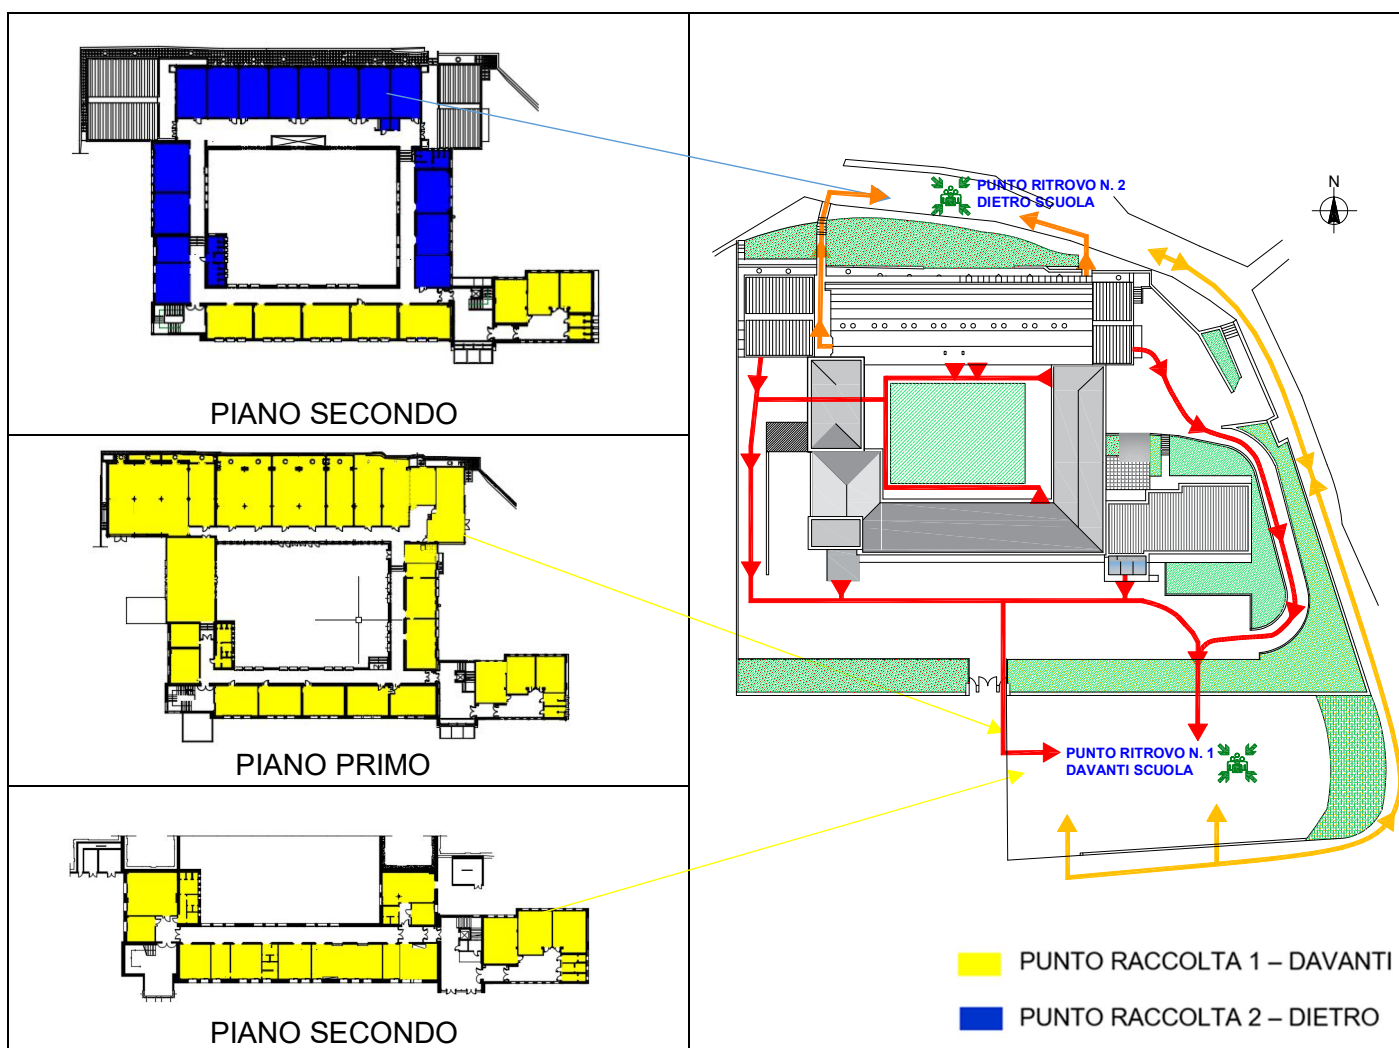 PIANO SECONDO
PIANO PRIMO
PIANO SECONDO
PUNTO RITROVO N. 2
DIETRO SCUOLA
N
PUNTO RITROVO N. 1
DAVANTI SCUOLA
PUNTO RACCOLTA 1 – DAVANTI
PUNTO RACCOLTA 2 – DIETRO